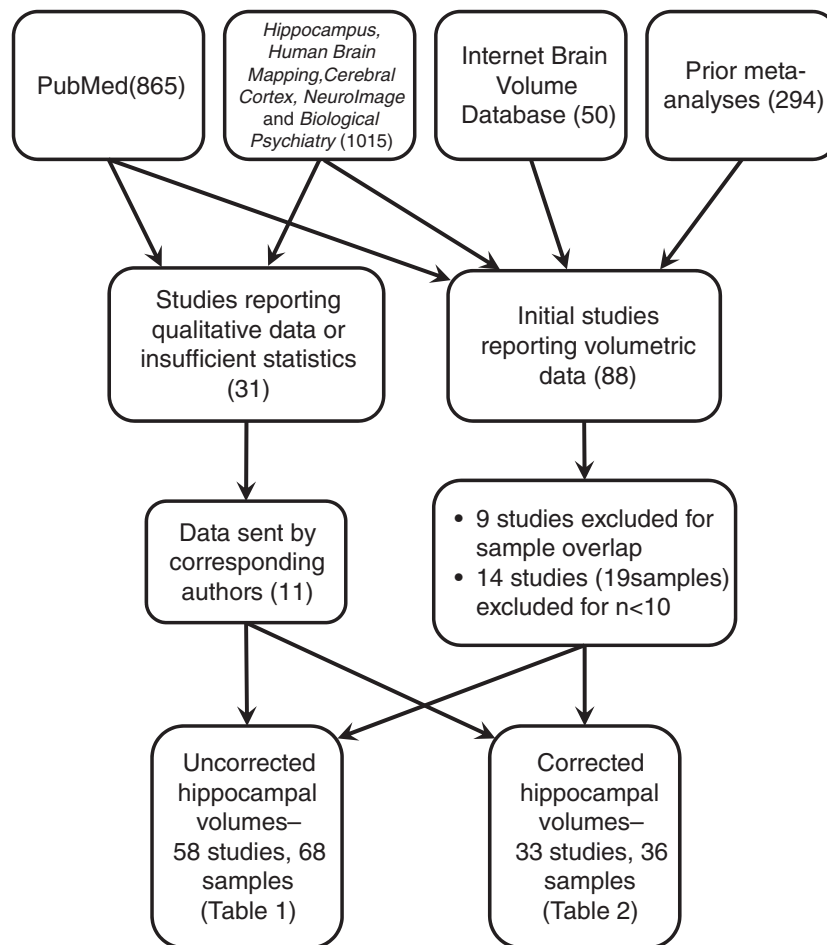 PubMed(865)
Hippocampus,
Human Brain
Mapping,Cerebral
Cortex, NeuroImage
and Biological
Psychiatry (1015)
Internet Brain
Volume
Database (50)
Prior meta-
analyses (294)
Studies reporting
qualitative data or
insufficient statistics
(31)
Initial studies
reporting volumetric
data (88)
Data sent by
corresponding
authors (11)
• 9 studies excluded for
sample overlap
• 14 studies (19samples)
excluded for n<10
Uncorrected
hippocampal
volumes–
58 studies, 68
samples
(Table 1)
Corrected
hippocampal
volumes–
33 studies, 36
samples
(Table 2)